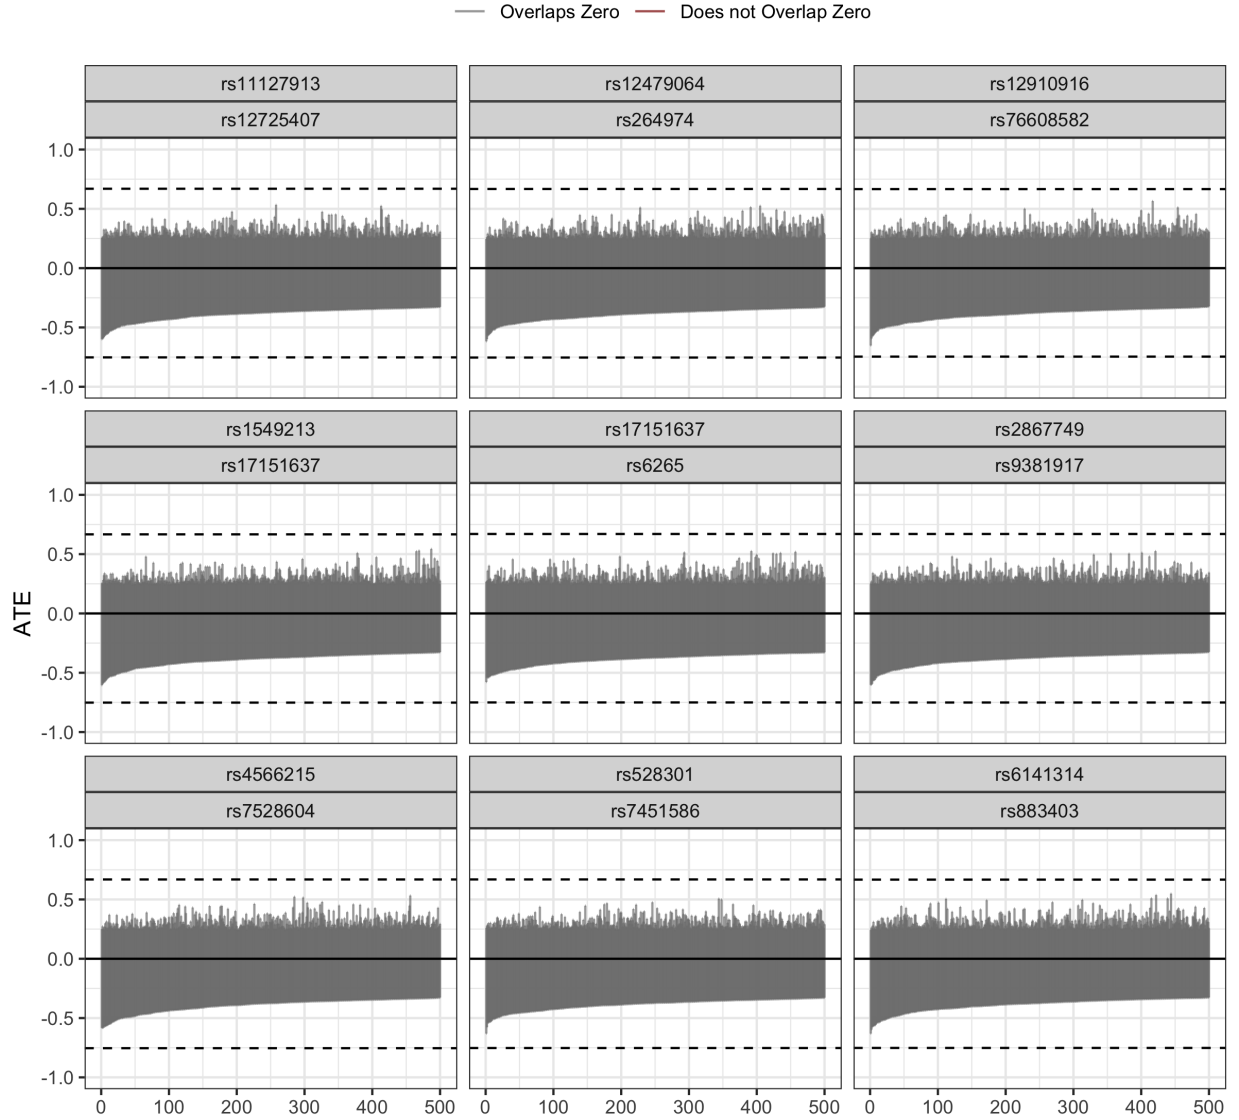 Overlaps Zero Does not Overlap Zero
rs11127913 rs12479064 rs12910916
rs12725407 rs264974 rs76608582
1.0
0.5
0.0
-0.5
-1.0
rs1549213 rs17151637 rs2867749
rs17151637 rs6265 rs9381917
1.0
0.5
0.0
-0.5
-1.0
ATE
rs4566215 rs528301 rs6141314
rs7528604 rs7451586 rs883403
1.0
0.5
0.0
-0.5
-1.0
0 100 200 300 400 500 0 100 200 300 400 500 0 100 200 300 400 500